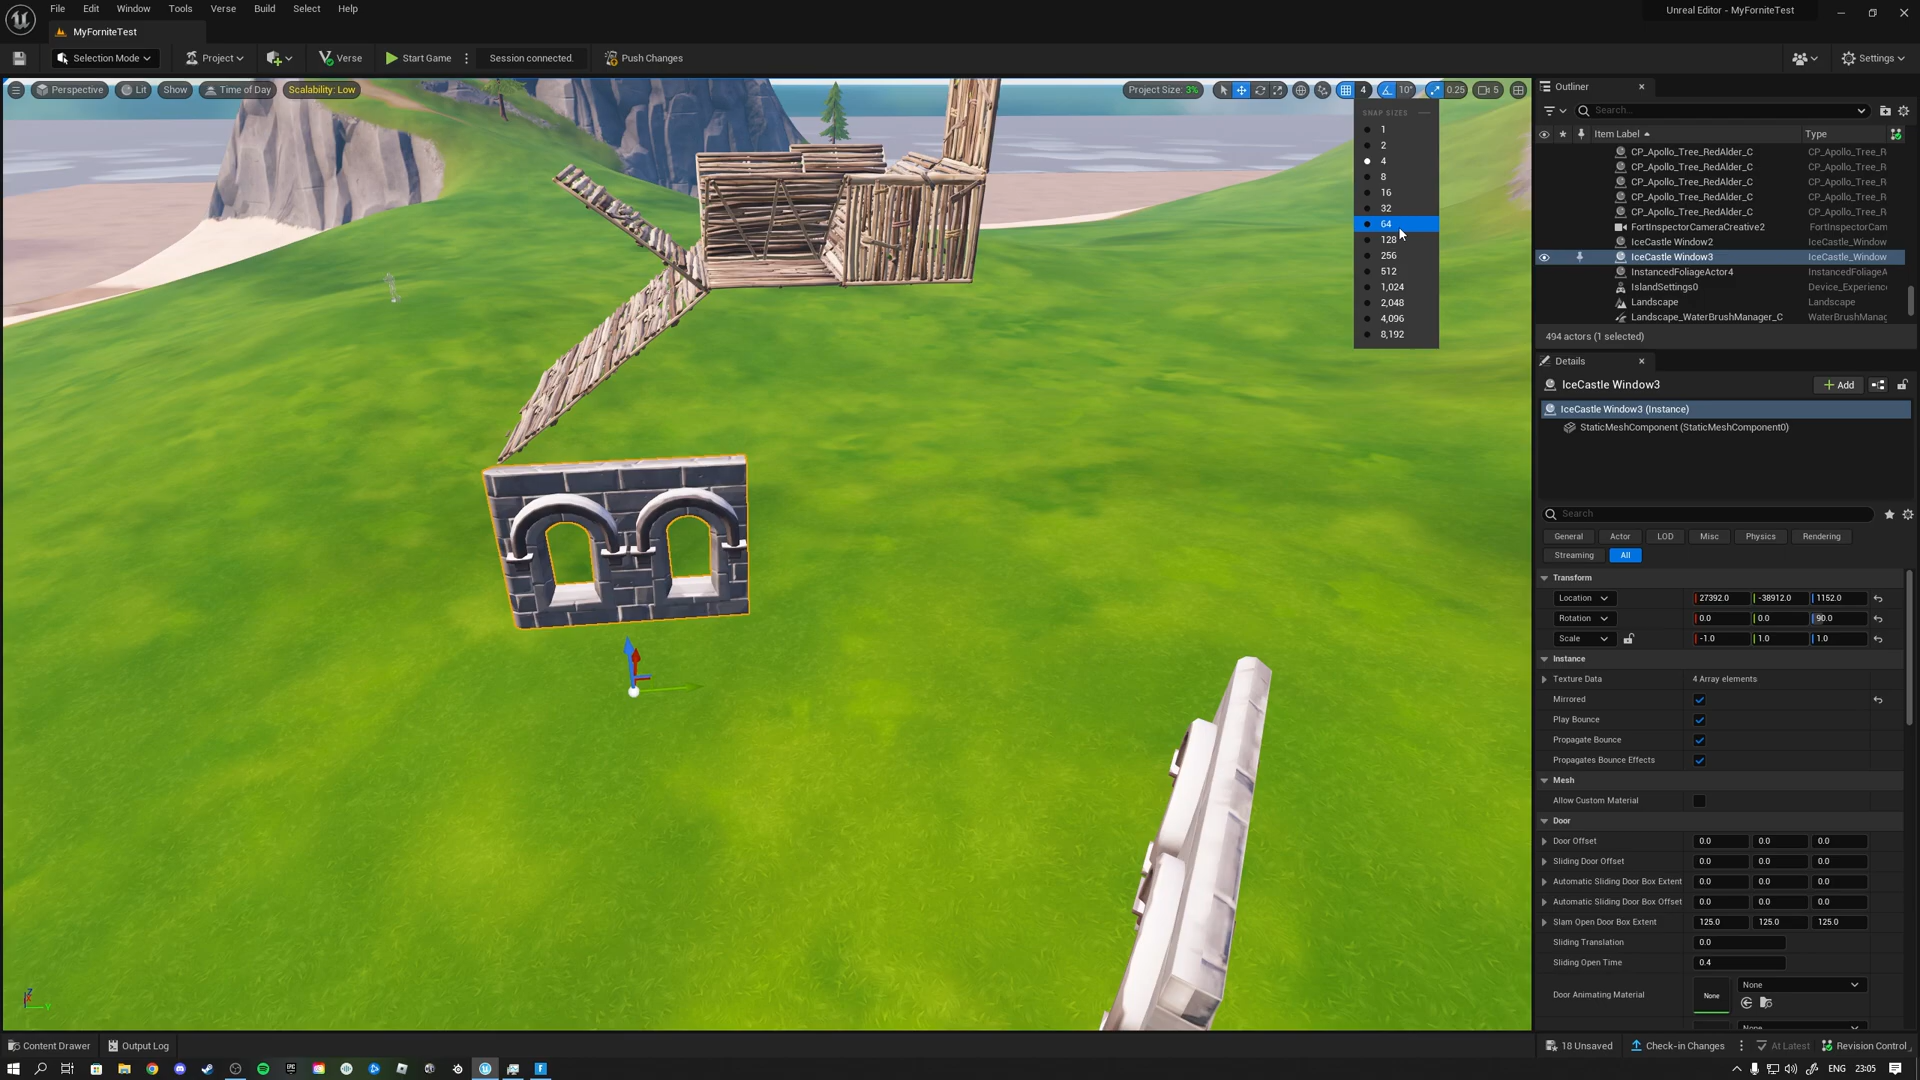 File Edit Window Tools Verse Build Select Help
Unreal Editor - MyForniteTest
MyForniteTest
Selection Mode Project Verse Start Game Session connected. Push Changes Settings
Perspective Lit Show Time of Day Scalability: Low Project Size: 3% 4 10° 0.25 5
SNAP SIZES
1
2
4
8
16
32
64
128
256
512
1,024
2,048
4,096
8,192
Outliner
Search...
Item Label Type
CP_Apollo_Tree_RedAlder_C CP_Apollo_Tree_R
CP_Apollo_Tree_RedAlder_C CP_Apollo_Tree_R
CP_Apollo_Tree_RedAlder_C CP_Apollo_Tree_R
CP_Apollo_Tree_RedAlder_C CP_Apollo_Tree_R
CP_Apollo_Tree_RedAlder_C CP_Apollo_Tree_R
FortInspectorCameraCreative2 FortInspectorCam
IceCastle Window2 IceCastle_Window
IceCastle Window3 IceCastle_Window
InstancedFoliageActor4 InstancedFoliageA
IslandSettings0 Device_Experienc
Landscape Landscape
Landscape_WaterBrushManager_C WaterBrushManag
494 actors (1 selected)
Details
IceCastle Window3 Add
IceCastle Window3 (Instance)
StaticMeshComponent (StaticMeshComponent0)
Search
General Actor LOD Misc Physics Rendering
Streaming All
Transform
Location 27392.0 -38912.0 1152.0
Rotation 0.0 0.0 90.0
Scale -1.0 1.0 1.0
Instance
Texture Data 4 Array elements
Mirrored
Play Bounce
Propagate Bounce
Propagates Bounce Effects
Mesh
Allow Custom Material
Door
Door Offset 0.0 0.0 0.0
Sliding Door Offset 0.0 0.0 0.0
Automatic Sliding Door Box Extent 0.0 0.0 0.0
Automatic Sliding Door Box Offset 0.0 0.0 0.0
Slam Open Door Box Extent 125.0 125.0 125.0
Sliding Translation 0.0
Sliding Open Time 0.4
Door Animating Material None None
None
Z
Y
Content Drawer Output Log 18 Unsaved Check-in Changes At Latest Revision Control
ENG 23:05